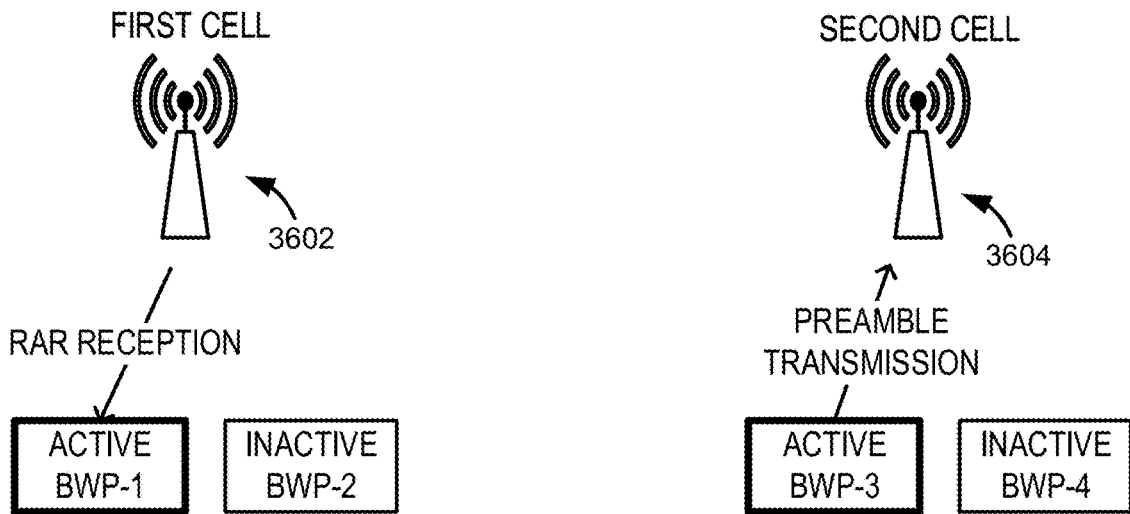 FIRST CELL
3602
RAR RECEPTION
ACTIVE
BWP-1
INACTIVE
BWP-2
SECOND CELL
3604
PREAMBLE
TRANSMISSION
ACTIVE
BWP-3
INACTIVE
BWP-4